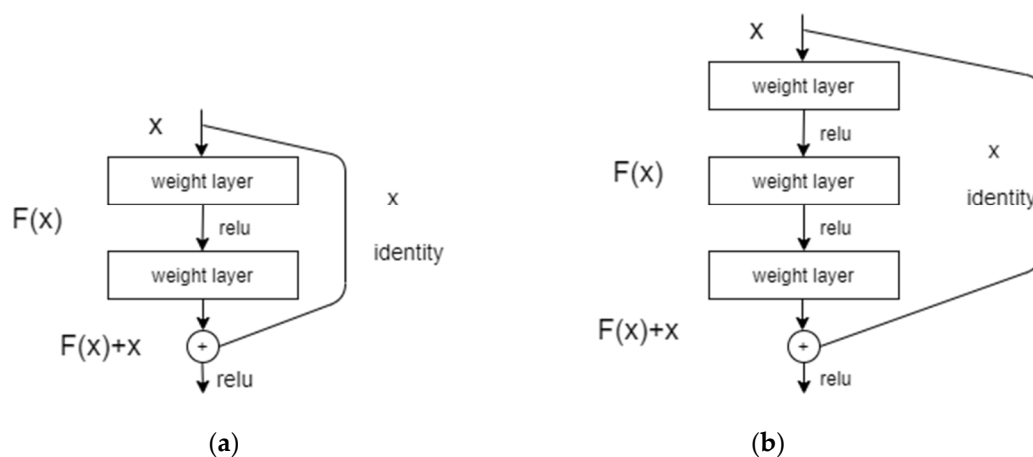 x
weight layer
F(x)
relu
x
identity
weight layer
F(x)+x
+
relu
(a)
x
weight layer
relu
F(x)
weight layer
x
identity
relu
weight layer
F(x)+x
+
relu
(b)